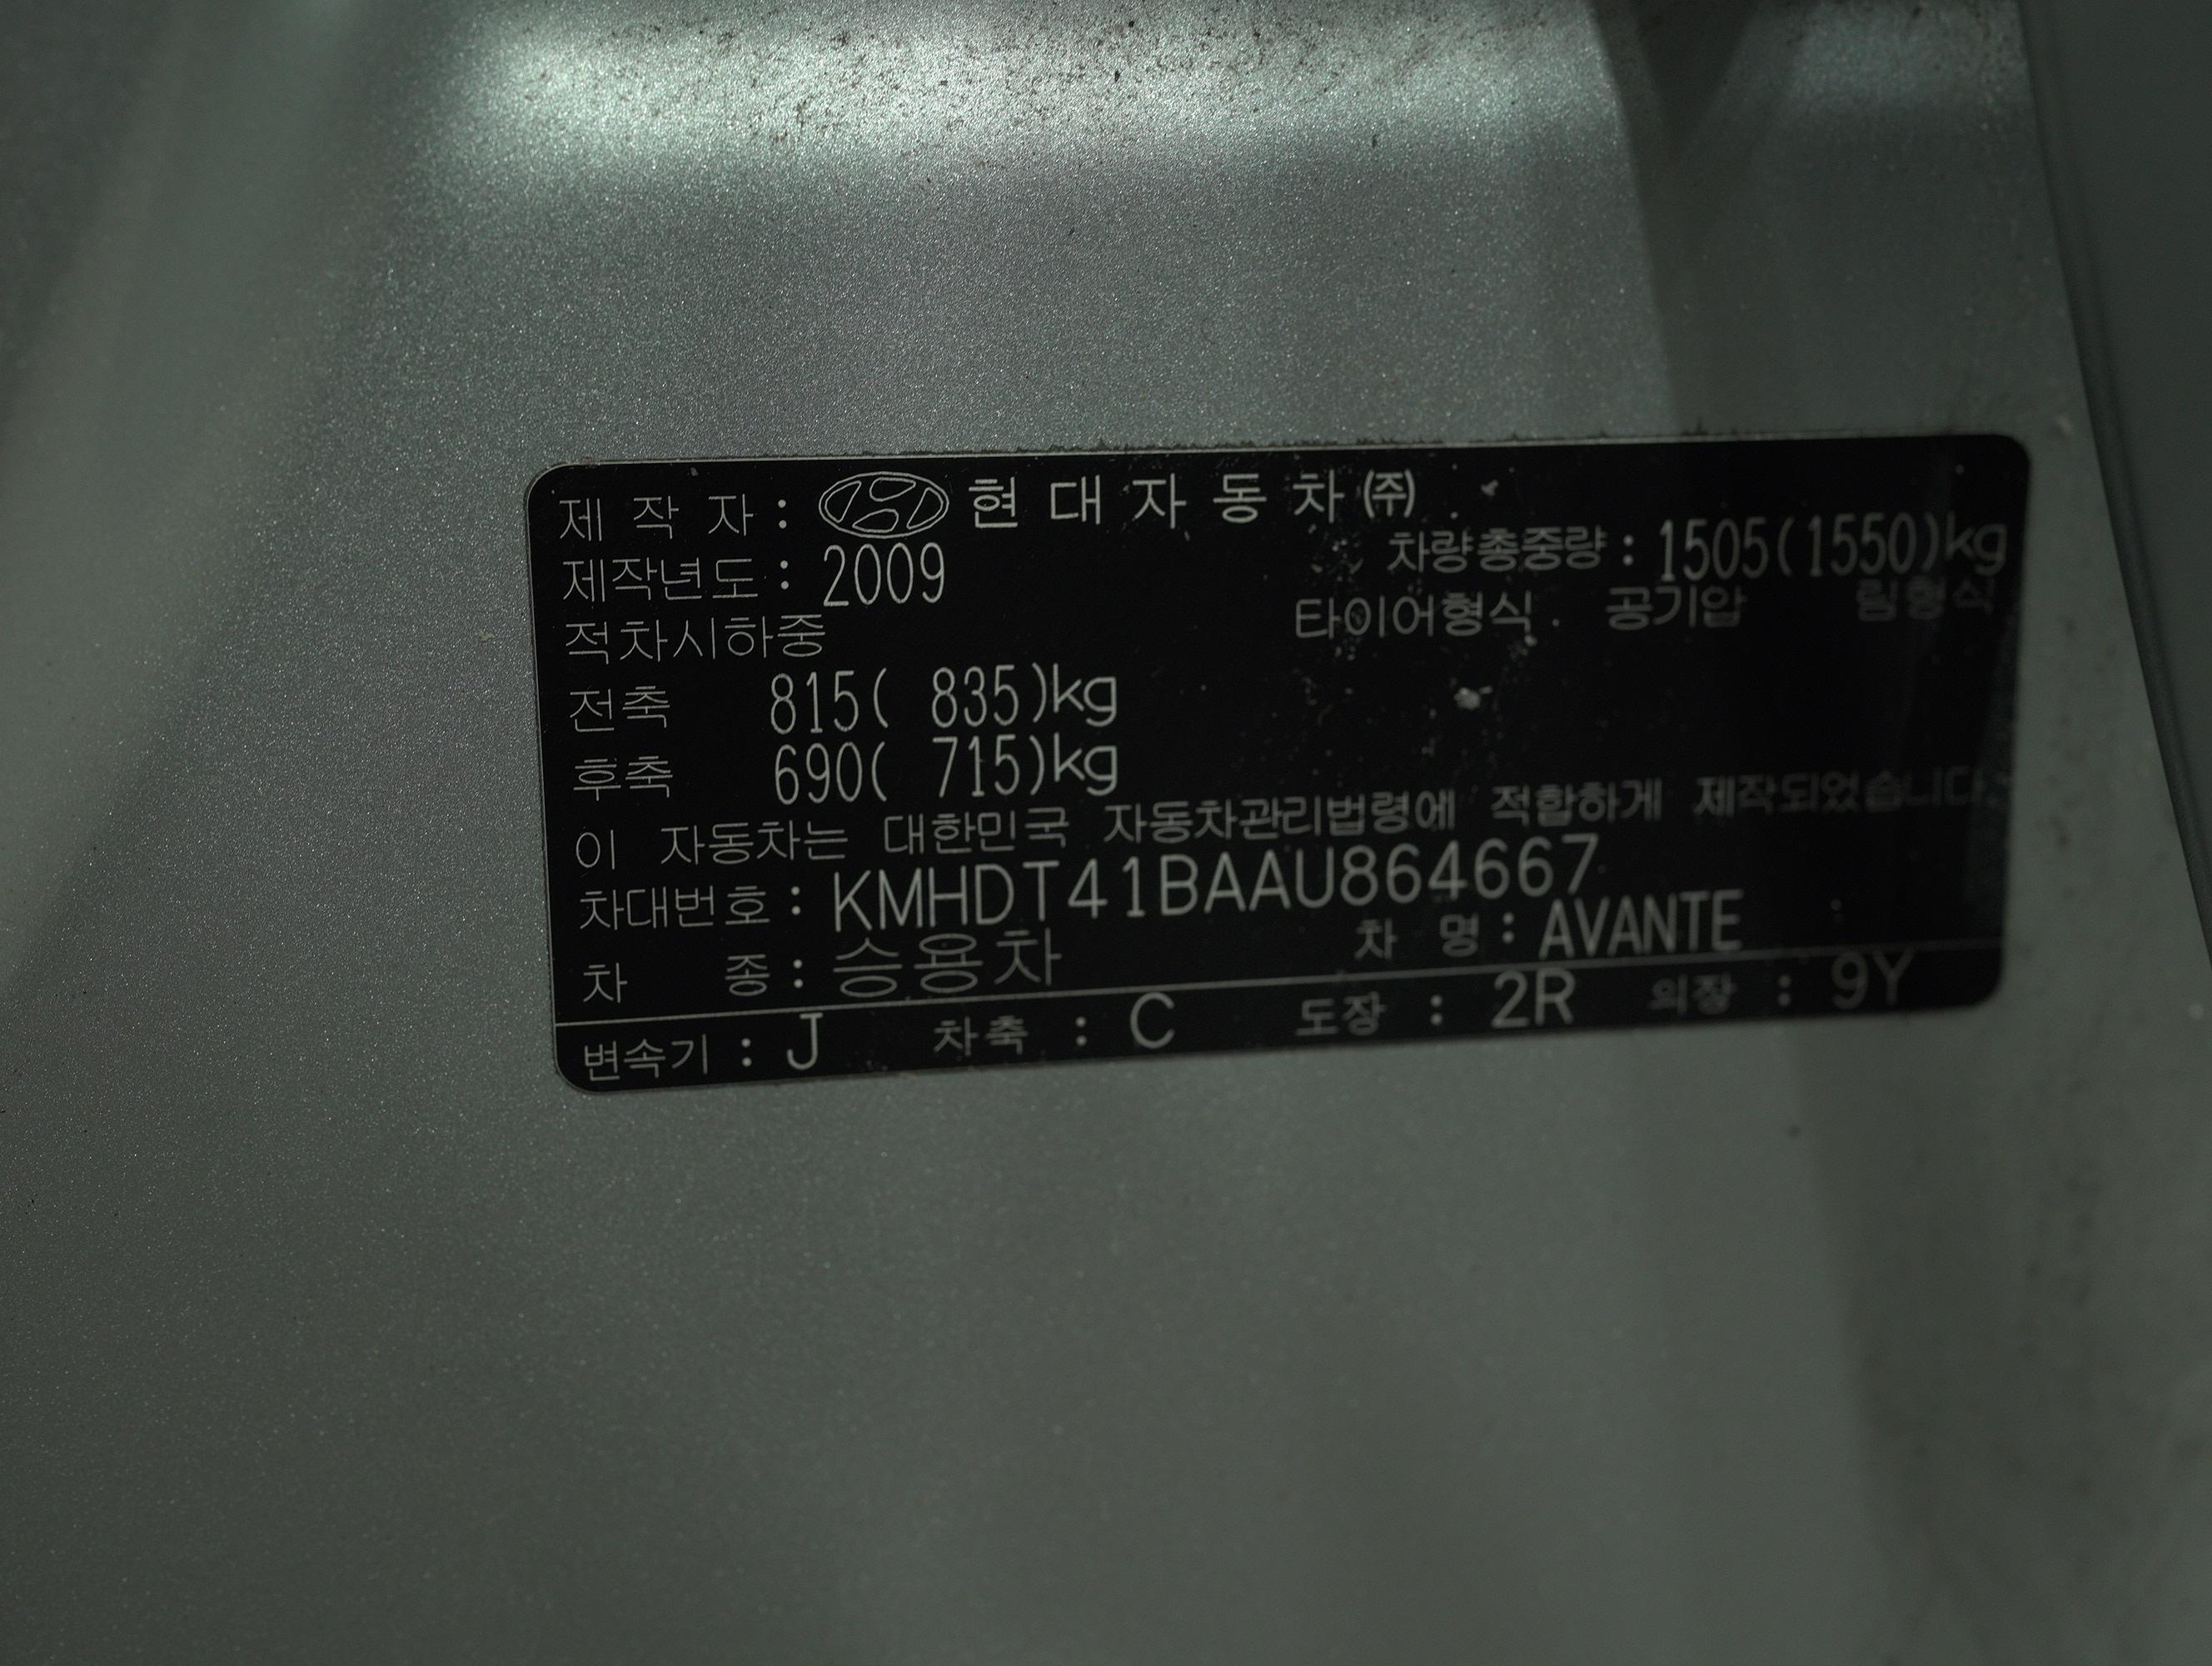 제 작 자 : 현 대 자 동 차 ㈜
제작년도 : 2009 차량총중량 : 1505(1550)kg
적차시하중 타이어형식 공기압 림형식
전축 815( 835)kg
후축 690( 715)kg
이 자동차는 대한민국 자동차관리법령에 적합하게 제작되었습니다.
차대번호 : KMHDT41BAAU864667
차 종 : 승용차 차 명 : AVANTE
변속기 : J 차축 : C 도장 : 2R 의장 : 9Y